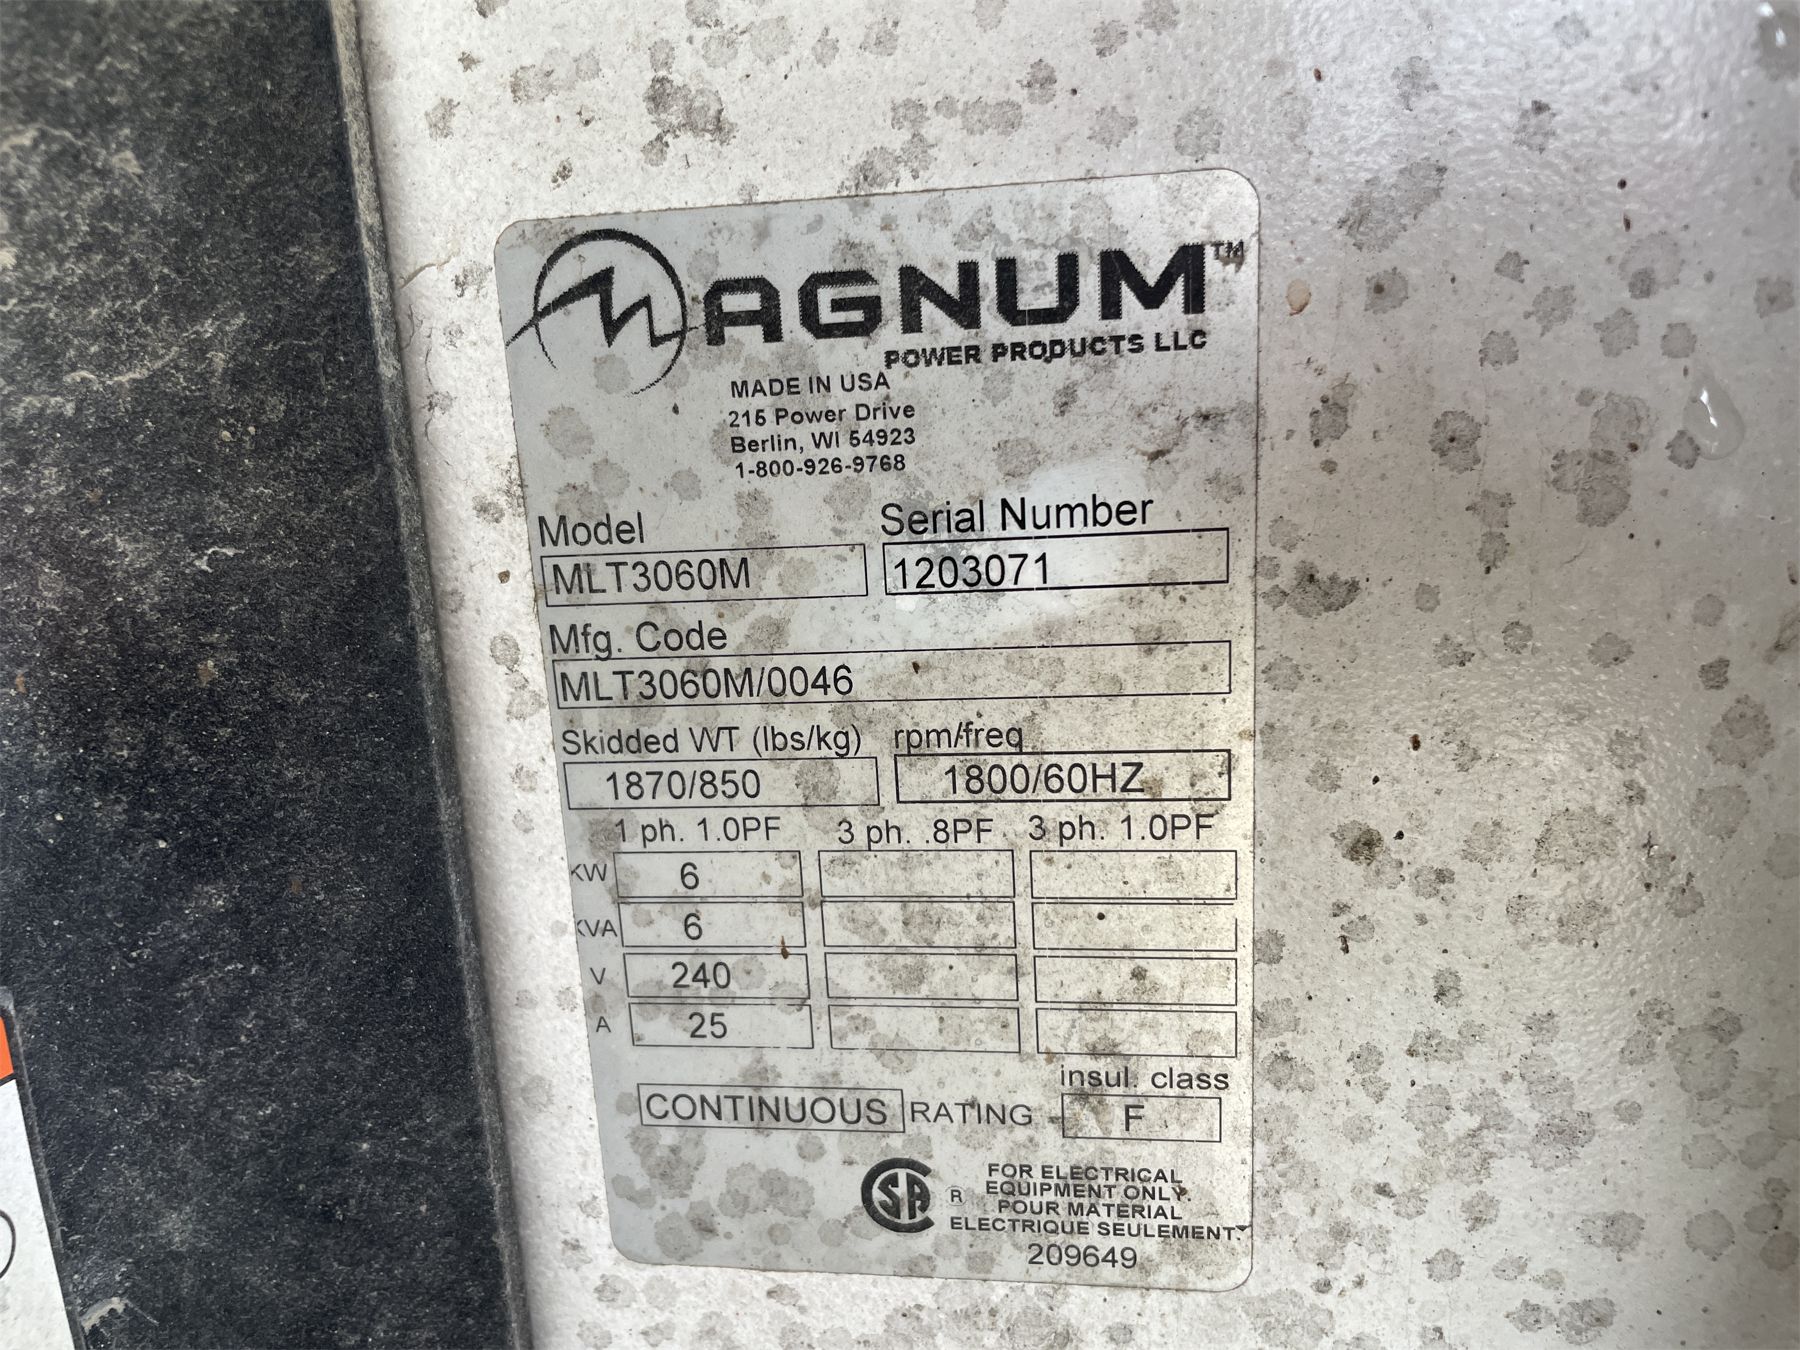 MAGNUM™
POWER PRODUCTS LLC
MADE IN USA
215 Power Drive
Berlin, WI 54923
1-800-926-9768
Model Serial Number
MLT3060M 1203071
Mfg. Code
MLT3060M/0046
Skidded WT (lbs/kg) rpm/freq
1870/850 1800/60HZ
1 ph. 1.0PF 3 ph. .8PF 3 ph. 1.0PF
KW 6
KVA 6
V 240
A 25
insul. class
CONTINUOUS RATING F
CSA ® FOR ELECTRICAL
EQUIPMENT ONLY.
POUR MATERIAL
ELECTRIQUE SEULEMENT.
209649